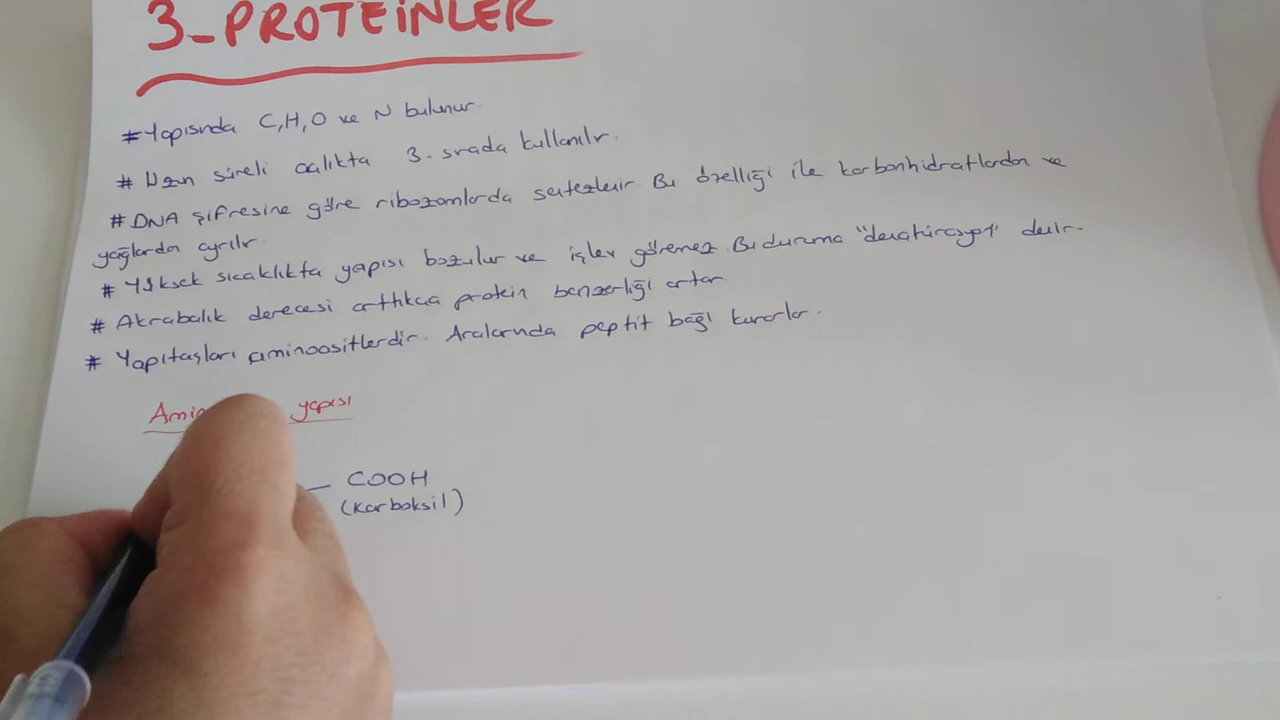 3-PROTEİNLER
# Yapısında C,H,O ve N bulunur.
# Uzun süreli açlıkta 3. sırada kullanılır.
# DNA şifresine göre ribozomlarda sentezlenir. Bu özelliği ile karbonhidratlardan ve
yağlardan ayrılır.
# Yüksek sıcaklıkta yapısı bozulur ve işlev göremez. Bu duruma "denatürasyon" denir.
# Akrabalık derecesi arttıkça protein benzerliği artar.
# Yapıtaşları aminoasitlerdir. Aralarında peptit bağı kurarlar.
yapısı
— COOH
(Karboksil)